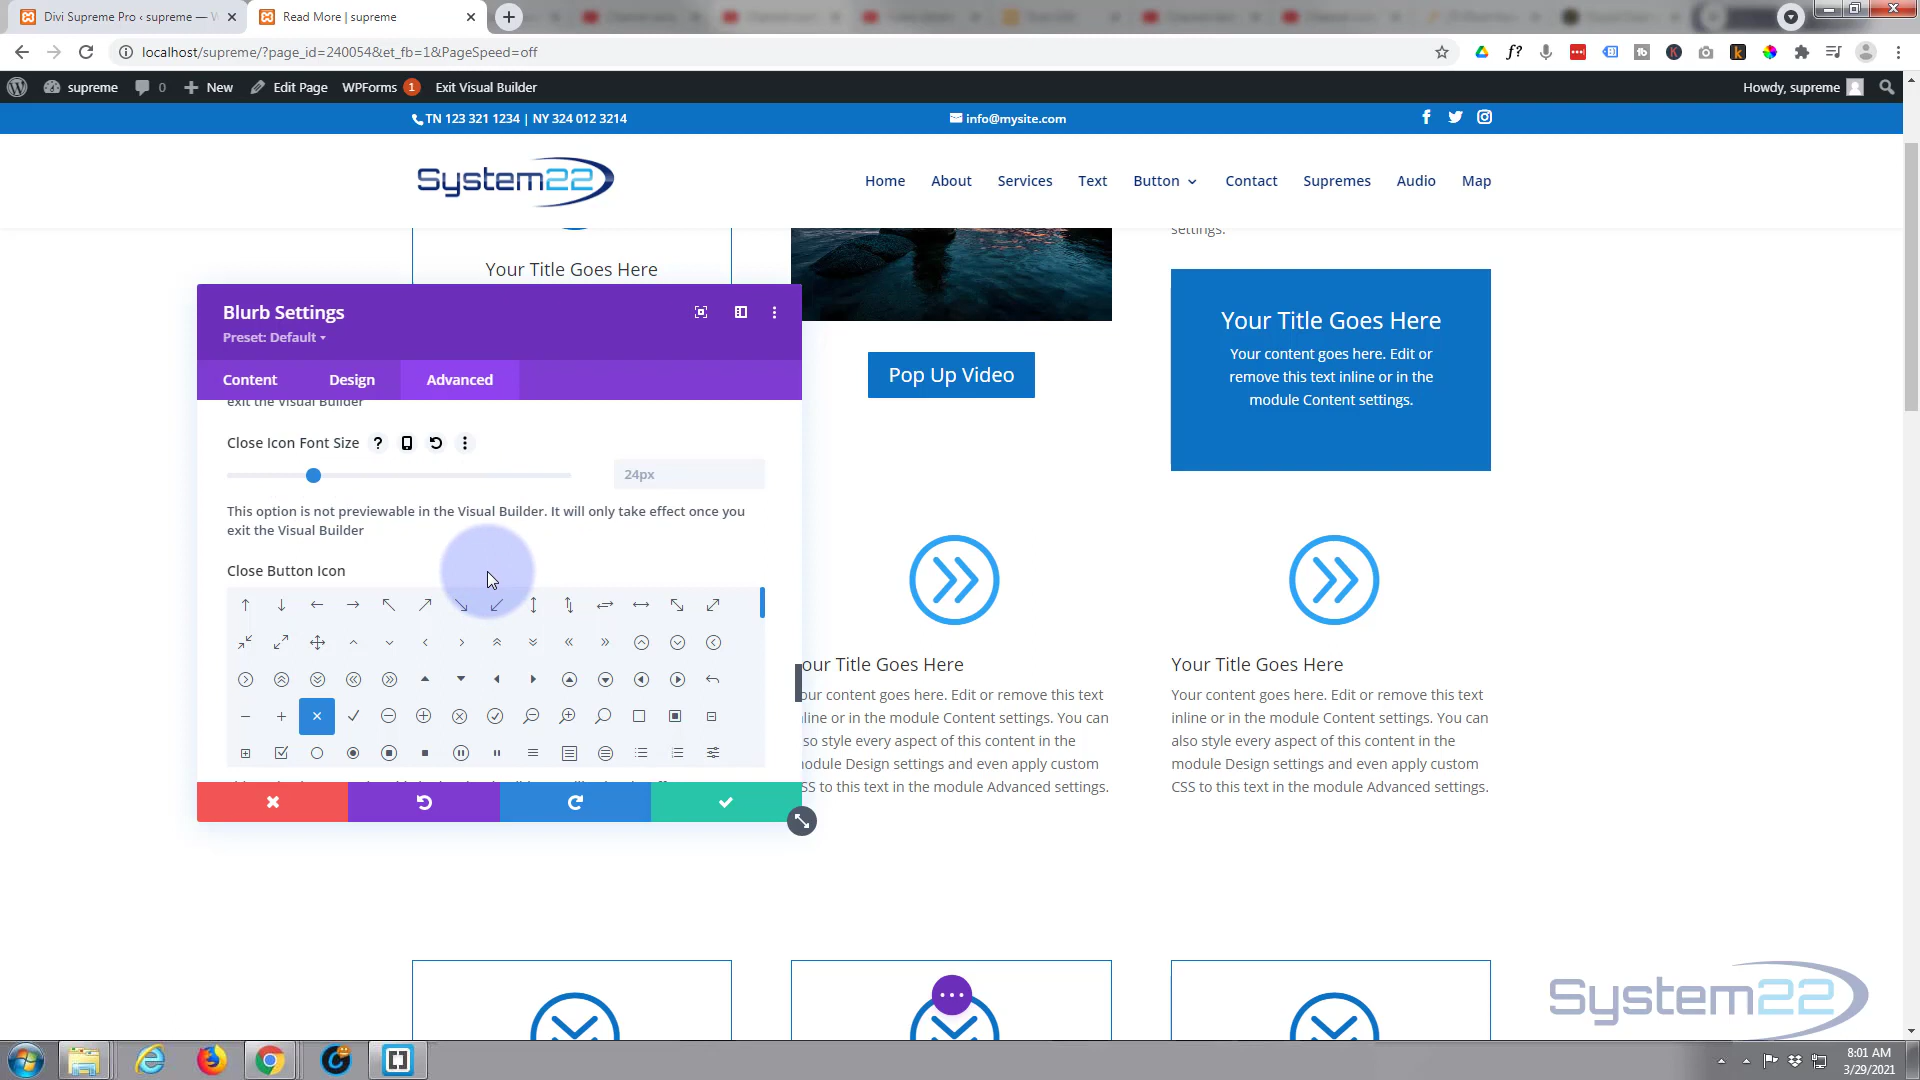 Divi Supreme Pro ‹ supreme — W
Read More | supreme
localhost/supreme/?page_id=240054&et_fb=1&PageSpeed=off
supreme
0
New
Edit Page
WPForms 1
Exit Visual Builder
Howdy, supreme
TN 123 321 1234 | NY 324 012 3214
info@mysite.com
System22
Home
About
Services
Text
Button
Contact
Supremes
Audio
Map
settings.
Your Title Goes Here
Blurb Settings
Preset: Default
Content
Design
Advanced
exit the Visual Builder
Close Icon Font Size
24px
This option is not previewable in the Visual Builder. It will only take effect once you
exit the Visual Builder
Close Button Icon
Pop Up Video
Your Title Goes Here
Your content goes here. Edit or
remove this text inline or in the
module Content settings.
our Title Goes Here
our content goes here. Edit or remove this text
line or in the module Content settings. You can
so style every aspect of this content in the
odule Design settings and even apply custom
SS to this text in the module Advanced settings.
Your Title Goes Here
Your content goes here. Edit or remove this text
inline or in the module Content settings. You can
also style every aspect of this content in the
module Design settings and even apply custom
CSS to this text in the module Advanced settings.
System22
8:01 AM
3/29/2021